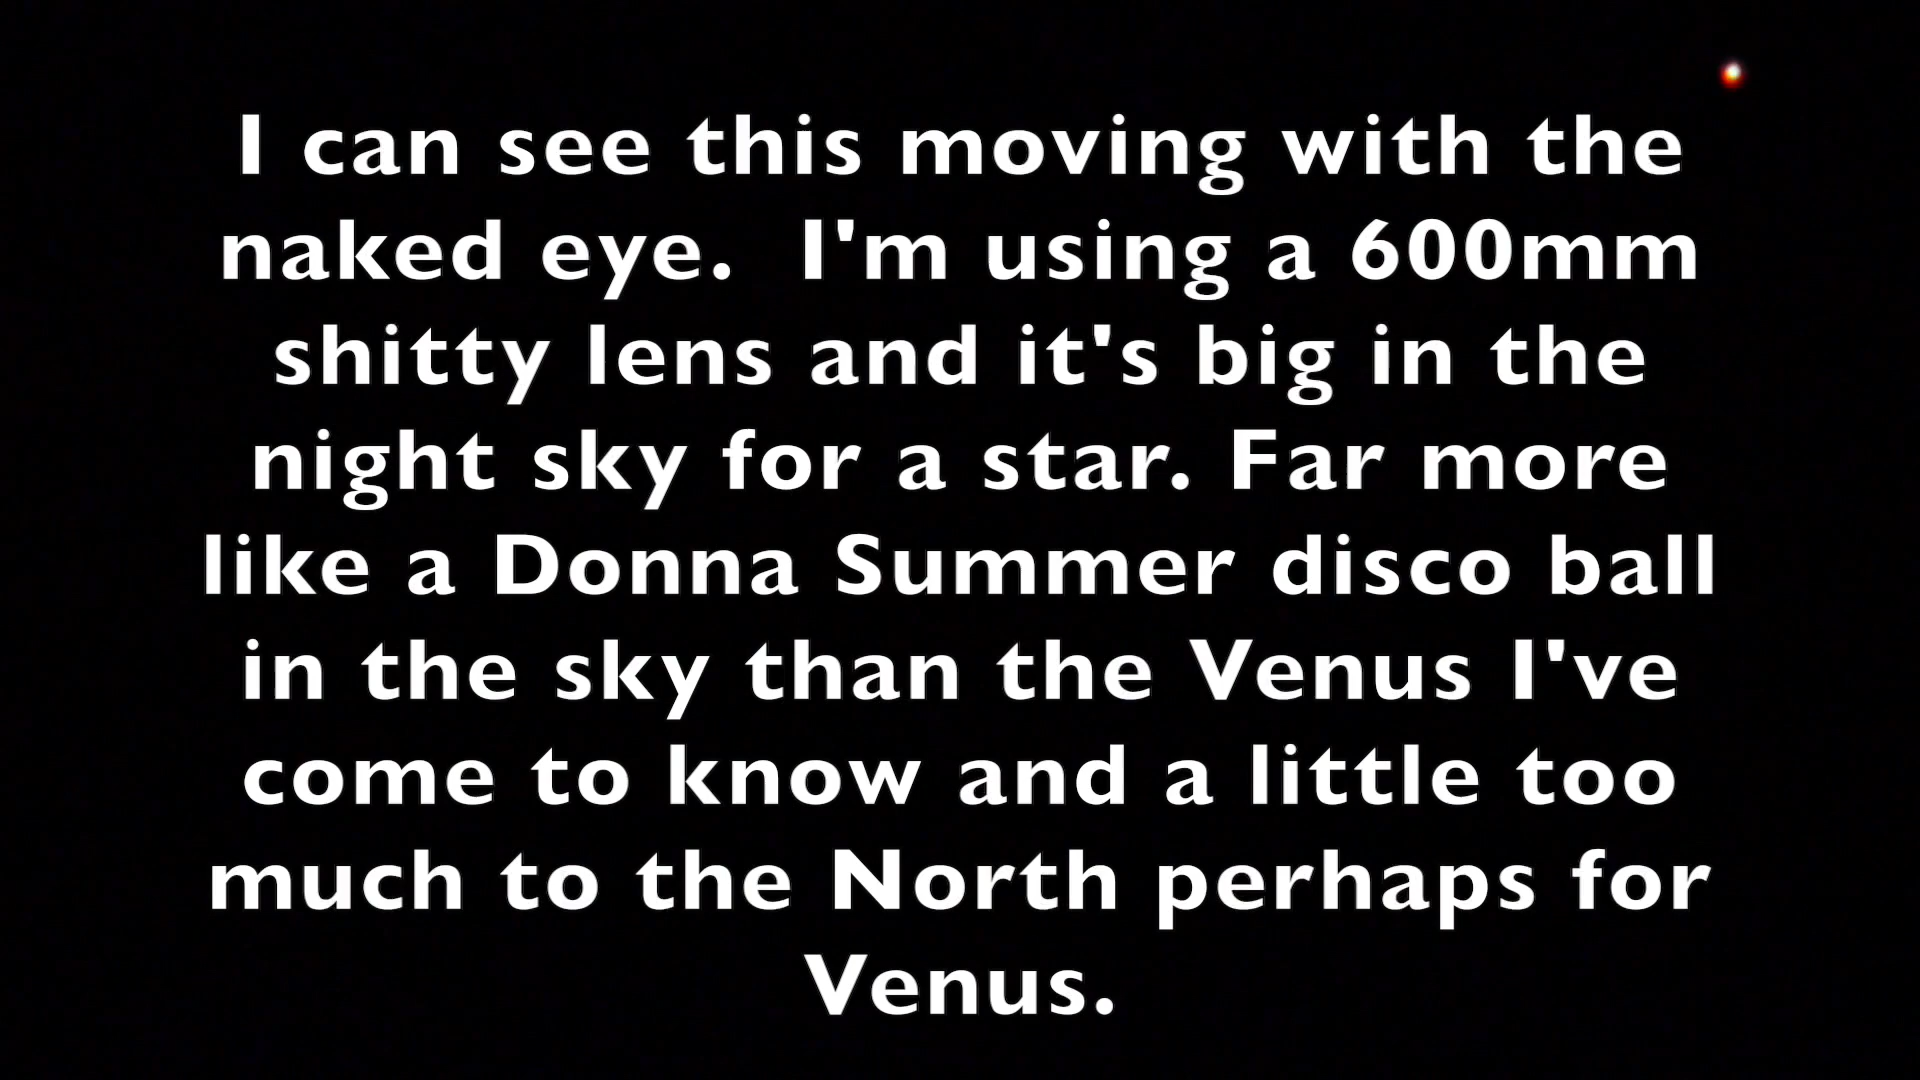 I can see this moving with the
naked eye.  I'm using a 600mm
shitty lens and it's big in the
night sky for a star. Far more
like a Donna Summer disco ball
in the sky than the Venus I've
come to know and a little too
much to the North perhaps for
Venus.